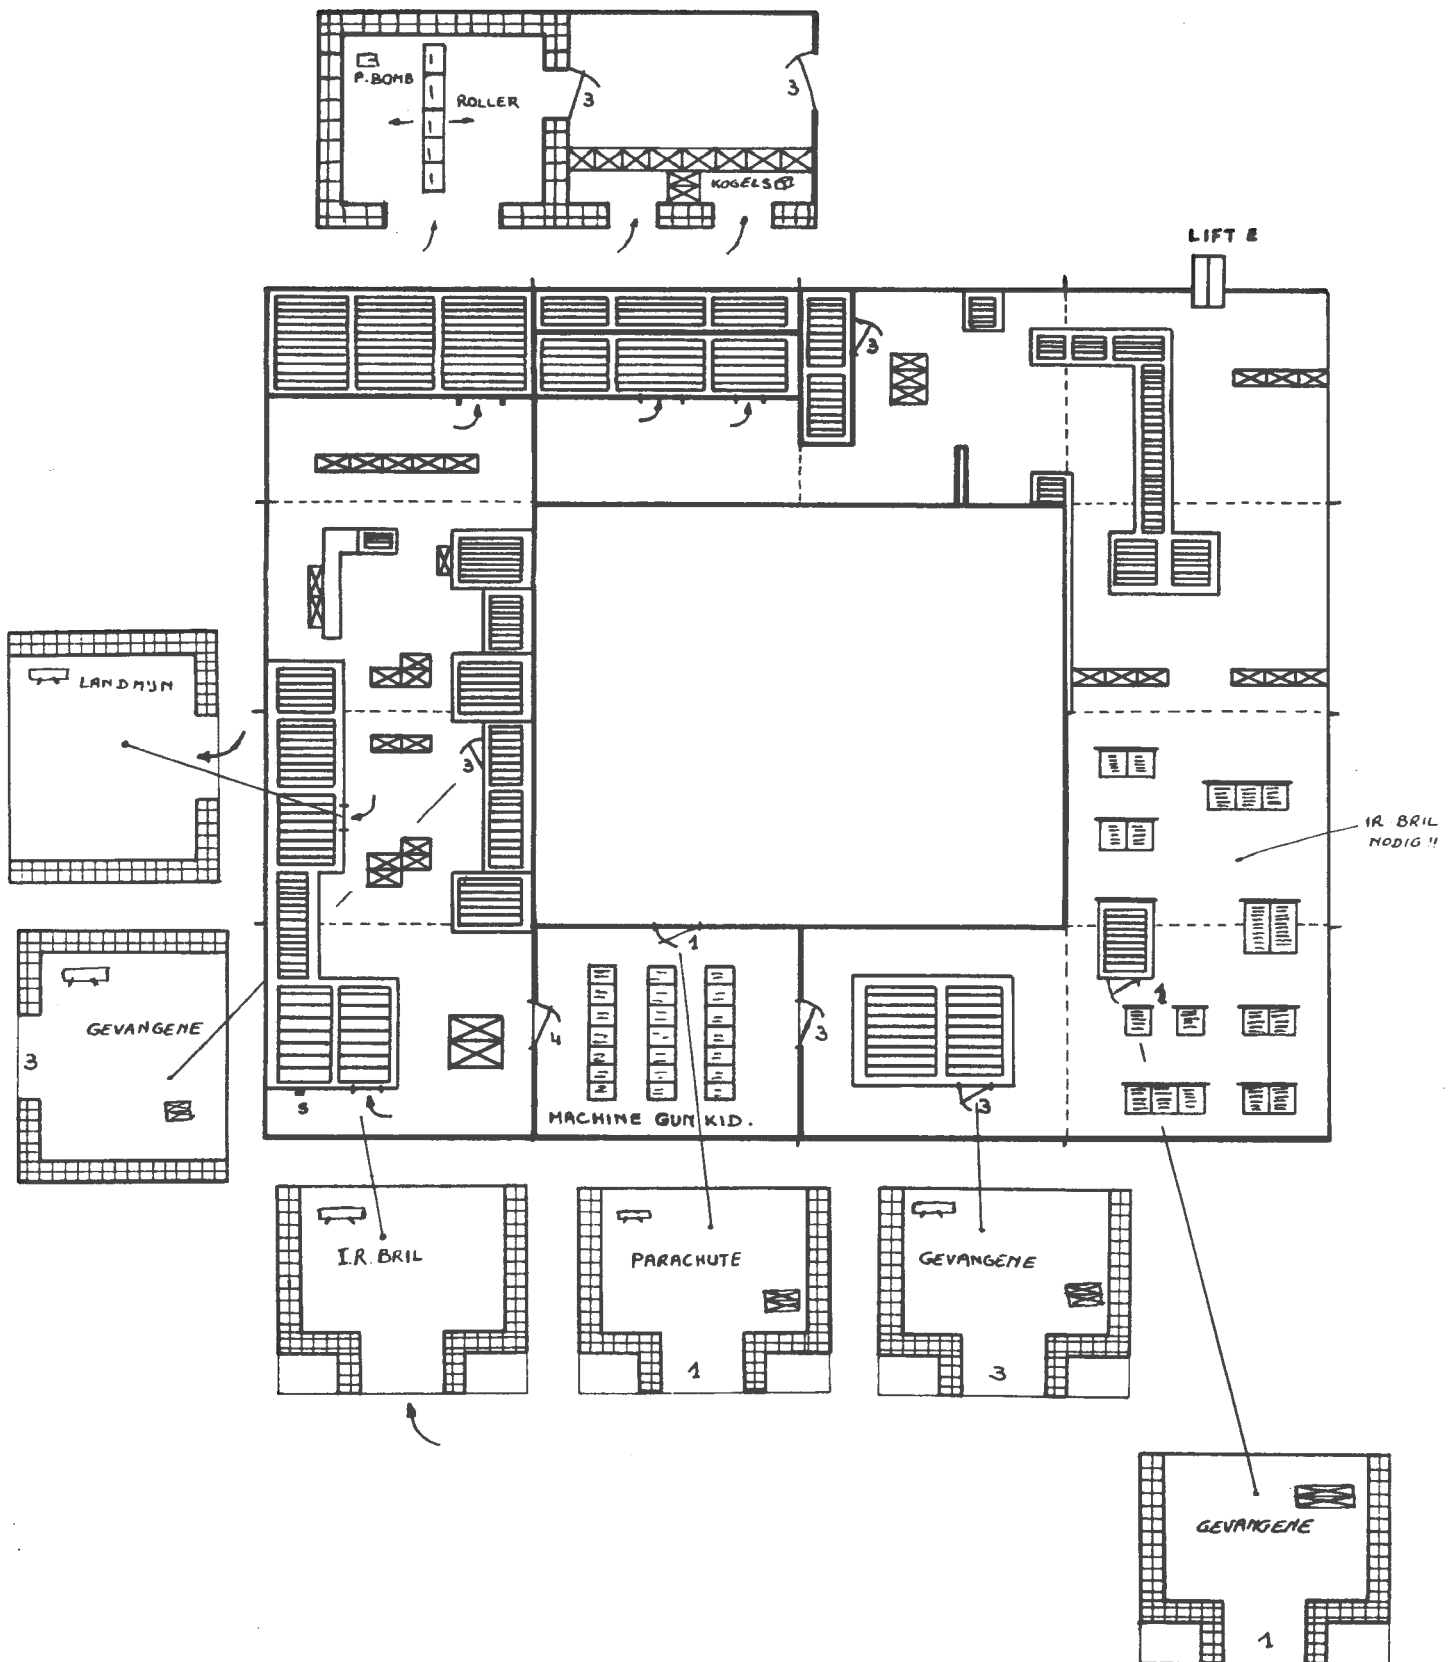 P.BOMB
ROLLER
3
3
KOGELS
LIFT E
3
LANDMIJN
3
IR BRIL
NODIG !!
1
GEVANGENE
3
4
3
1
S
MACHINE GUN KID.
3
I.R. BRIL
PARACHUTE
GEVANGENE
1
3
GEVANGENE
1